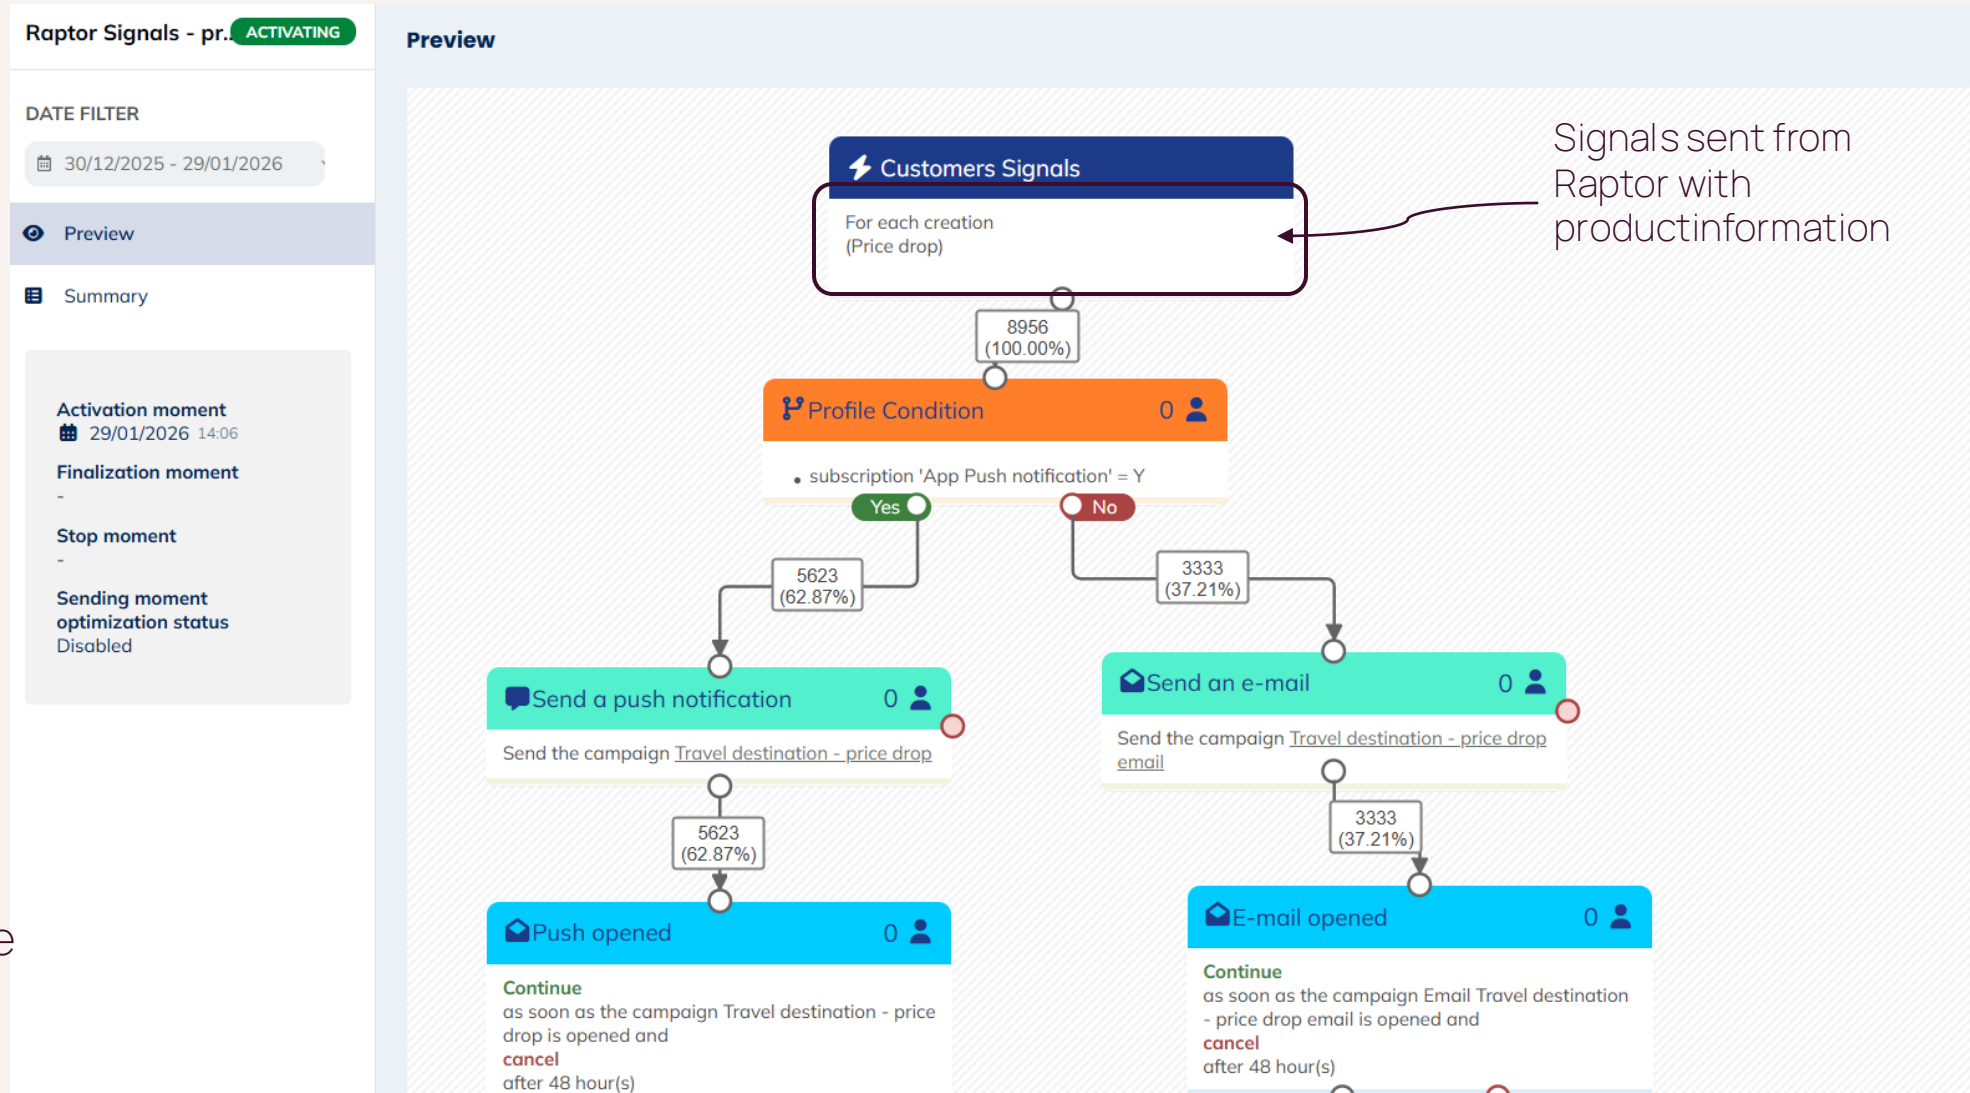 Raptor Signals - pr..
ACTIVATING
DATE FILTER
30/12/2025 - 29/01/2026
Preview
Summary
Activation moment
29/01/2026 14:06
Finalization moment
-
Stop moment
-
Sending moment
optimization status
Disabled
e
Preview
Customers Signals
For each creation
(Price drop)
Signals sent from
Raptor with
productinformation
8956
(100.00%)
Profile Condition 0
• subscription 'App Push notification' = Y
Yes
No
5623
(62.87%)
3333
(37.21%)
Send a push notification 0
Send the campaign Travel destination - price drop
Send an e-mail 0
Send the campaign Travel destination - price drop
email
5623
(62.87%)
3333
(37.21%)
Push opened 0
Continue
as soon as the campaign Travel destination - price
drop is opened and
cancel
after 48 hour(s)
E-mail opened 0
Continue
as soon as the campaign Email Travel destination
- price drop email is opened and
cancel
after 48 hour(s)